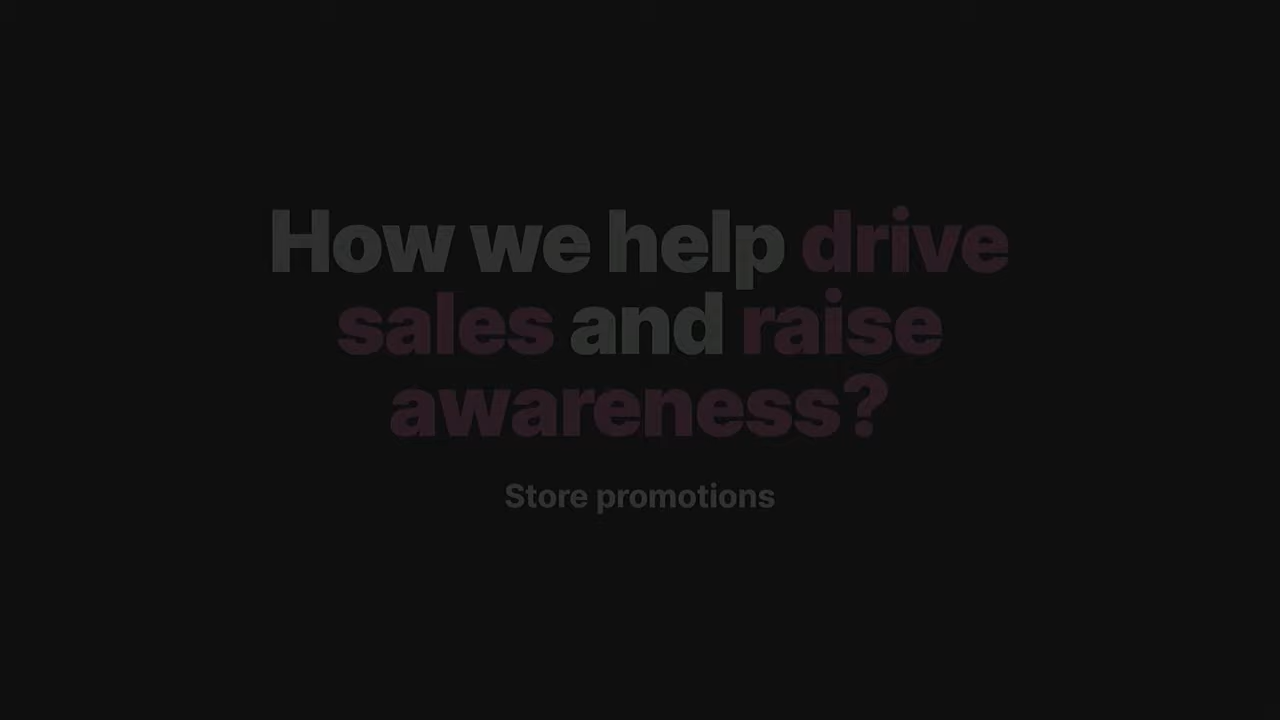 How we help drive
sales and raise
awareness?
Store promotions